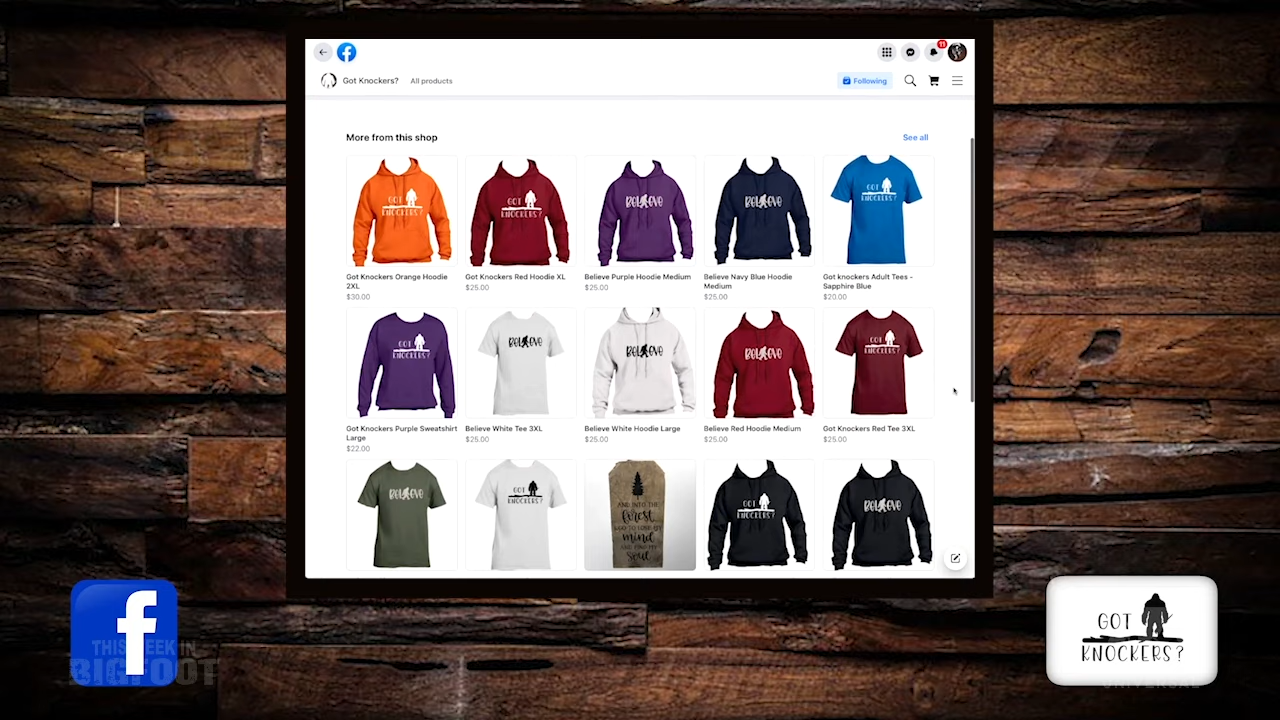 11
Got Knockers?
All products
Following
More from this shop
See all
GOT
KNOCKERS?
GOT
KNOCKERS?
BELIEVE
BELIEVE
GOT
KNOCKERS?
Got Knockers Orange Hoodie
2XL
$30.00
Got Knockers Red Hoodie XL
$25.00
Believe Purple Hoodie Medium
$25.00
Believe Navy Blue Hoodie
Medium
$25.00
Got knockers Adult Tees -
Sapphire Blue
$20.00
GOT
KNOCKERS?
BELIEVE
BELIEVE
BELIEVE
GOT
KNOCKERS?
Got Knockers Purple Sweatshirt
Large
$22.00
Believe White Tee 3XL
$25.00
Believe White Hoodie Large
$25.00
Believe Red Hoodie Medium
$25.00
Got Knockers Red Tee 3XL
$25.00
BELIEVE
GOT
KNOCKERS?
AND INTO THE
forest
I GO TO LOSE MY
mind
AND FIND MY
Soul
GOT
KNOCKERS?
BELIEVE
THIS WEEK IN
BIGFOOT
GOT
KNOCKERS?